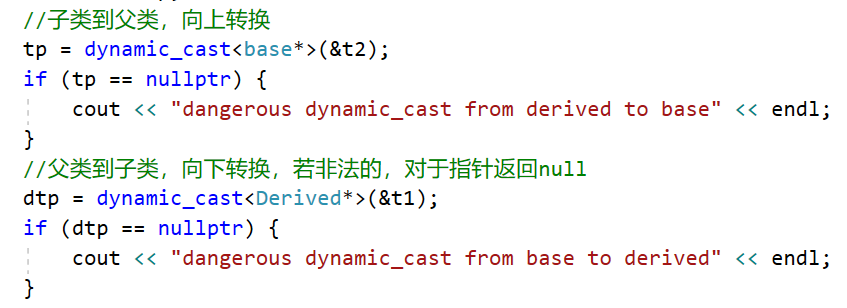 //子类到父类，向上转换
tp = dynamic_cast<base*>(&t2);
if (tp == nullptr) {
    cout << "dangerous dynamic_cast from derived to base" << endl;
}
//父类到子类，向下转换，若非法的，对于指针返回null
dtp = dynamic_cast<Derived*>(&t1);
if (dtp == nullptr) {
    cout << "dangerous dynamic_cast from base to derived" << endl;
}